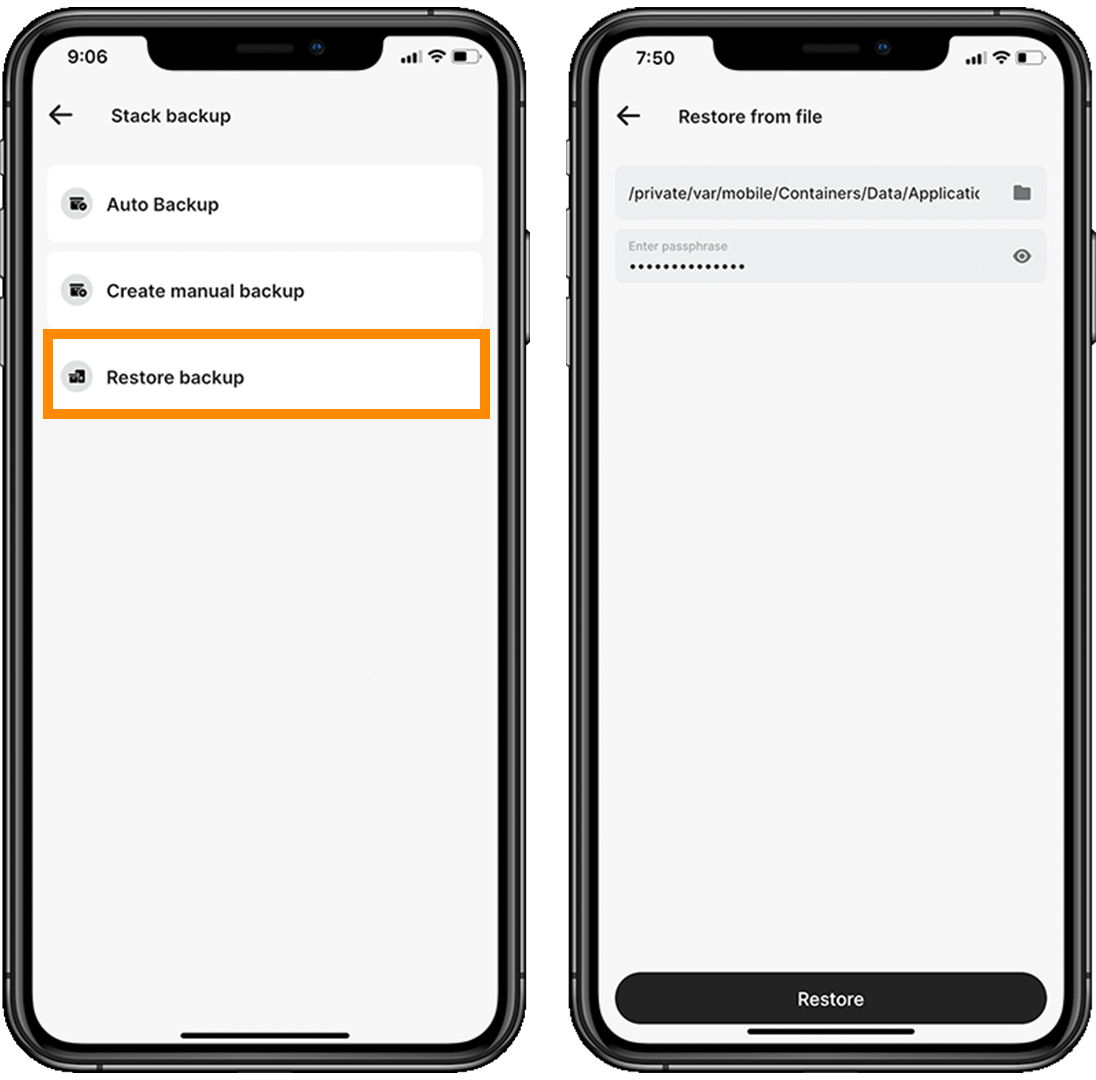 9:06
Stack backup
Auto Backup
Create manual backup
Restore backup
7:50
Restore from file
/private/var/mobile/Containers/Data/Applicatic
Enter passphrase
••••••••••••••
Restore